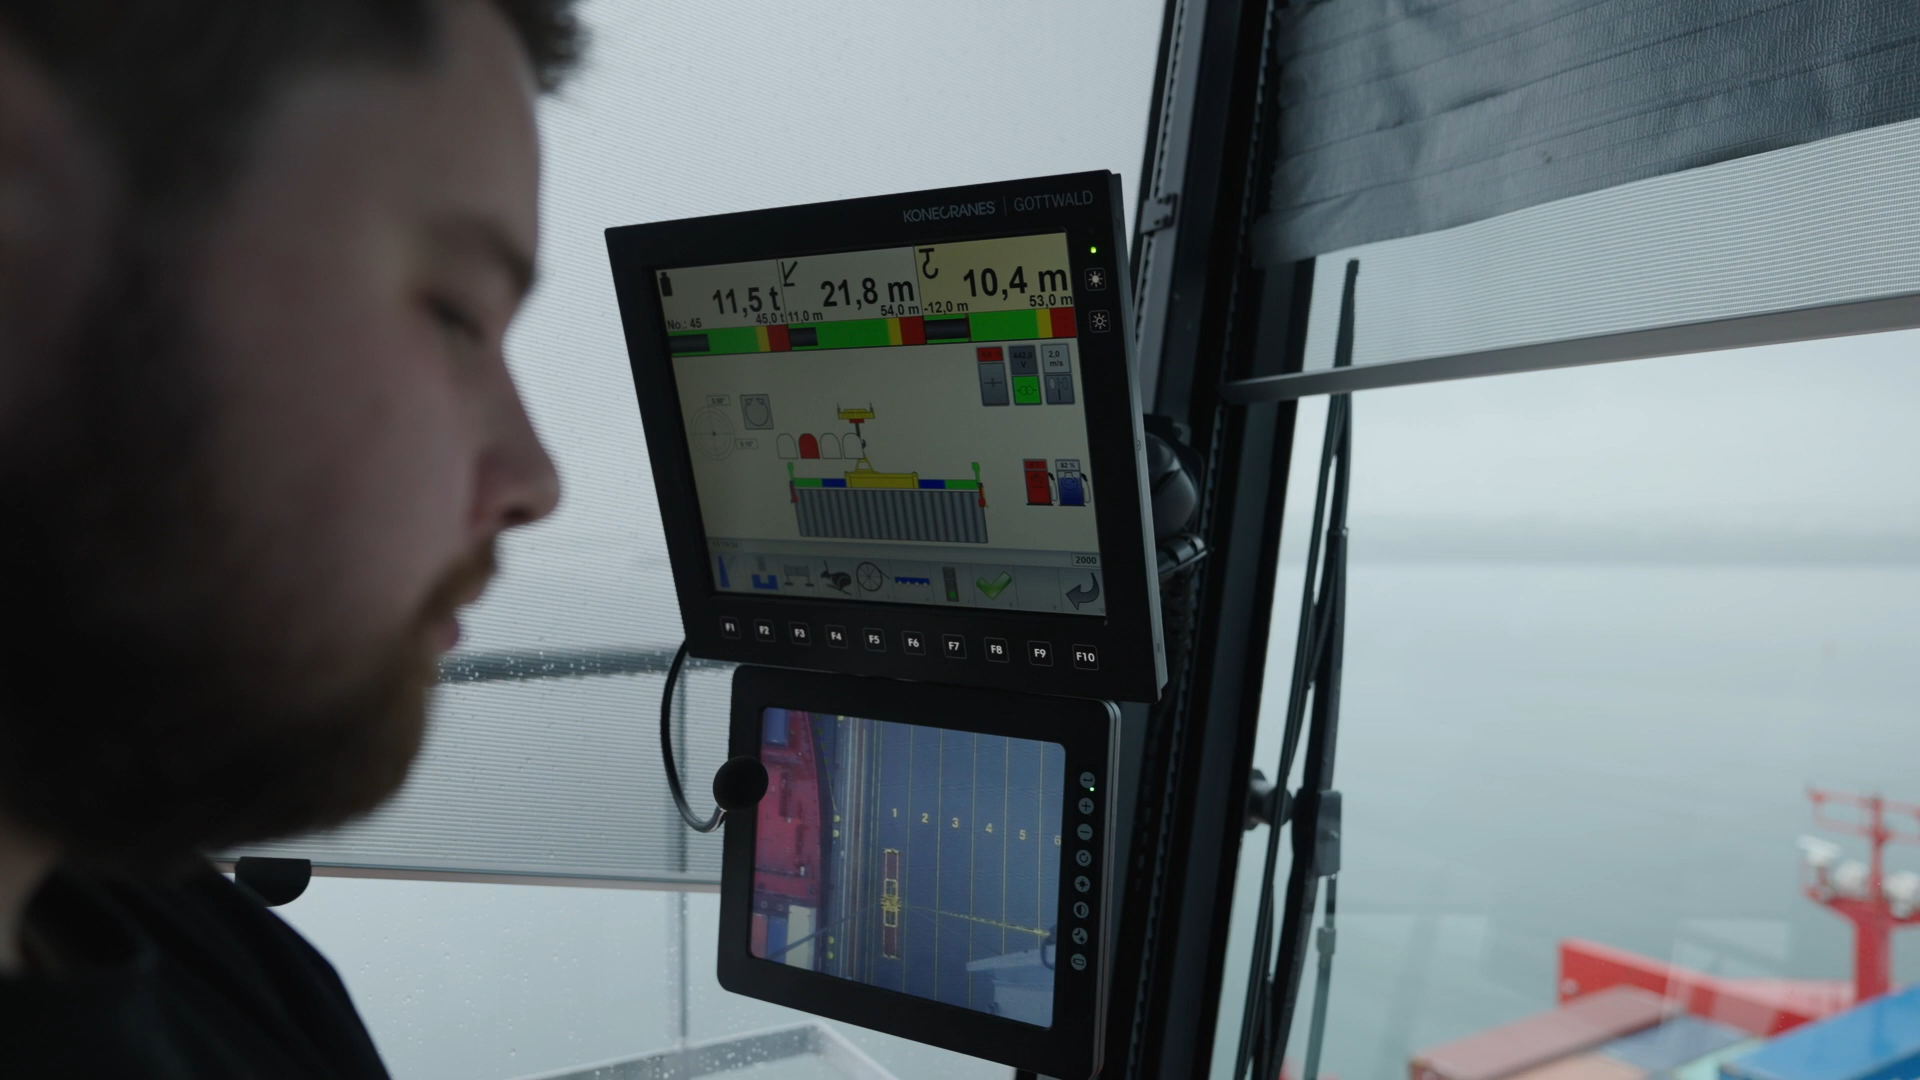 KONECRANES | GOTTWALD
11,5 t
21,8 m
10,4 m
No.: 45
45,0 t
11,0 m
54,0 m
-12,0 m
53,0 m
2,0
m/s
2000
F1 F2 F3 F4 F5 F6 F7 F8 F9 F10
1 2 3 4 5 6